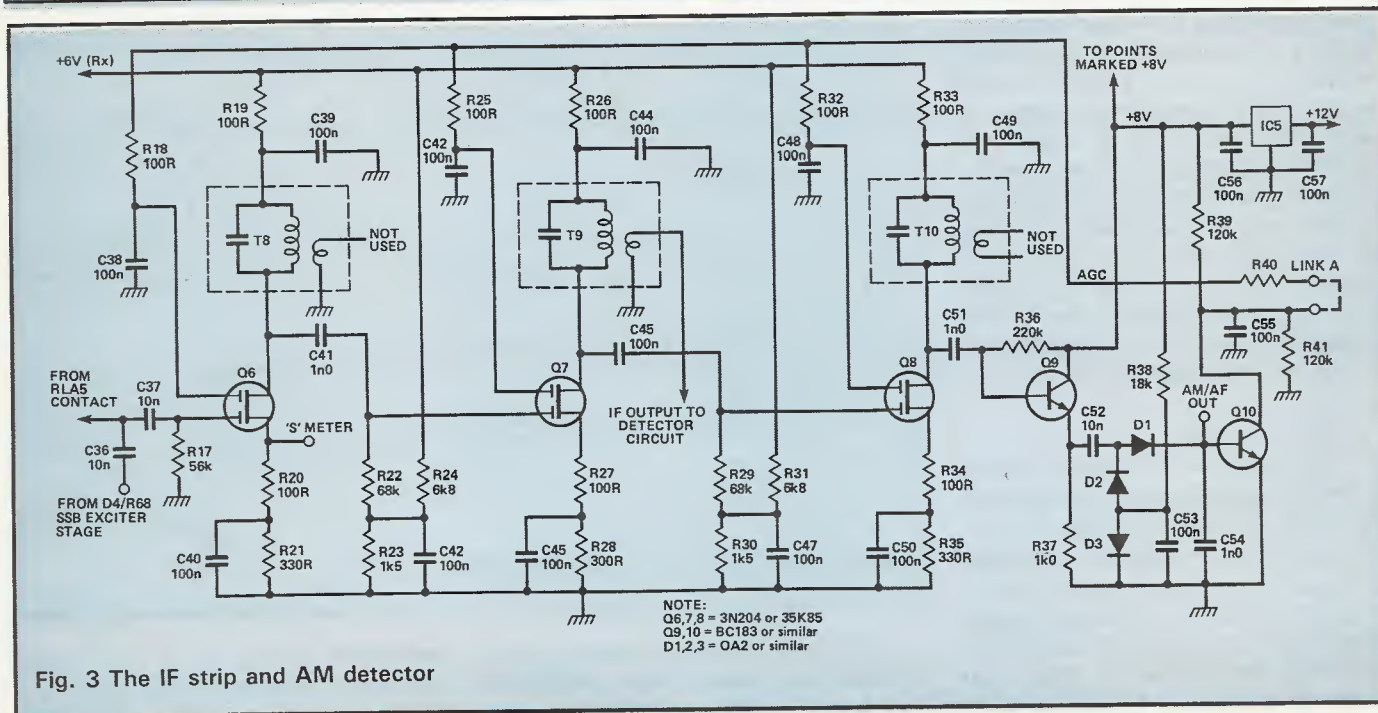 +6V (Rx)
R18
100R
C38
100n
R19
100R
C39
100n
T8
NOT
USED
C41
1n0
Q6
FROM
RLA5
CONTACT
C37
10n
C36
10n
R17
56k
FROM D4/R68
SSB EXCITER
STAGE
'S' METER
R20
100R
C40
100n
R21
330R
R22
68k
R24
6k8
R23
1k5
C42
100n
R25
100R
C42
100n
R26
100R
C44
100n
T9
C45
100n
Q7
IF OUTPUT TO
DETECTOR
CIRCUIT
R27
100R
C45
100n
R28
300R
R29
68k
R31
6k8
R30
1k5
C47
100n
R32
100R
C48
100n
R33
100R
C49
100n
T10
NOT
USED
Q8
C51
1n0
R36
220k
Q9
R34
100R
C50
100n
R35
330R
TO POINTS
MARKED +8V
+8V
IC5
+12V
C56
100n
C57
100n
R39
120k
AGC
R40
LINK A
C55
100n
R41
120k
R38
18k
AM/AF
OUT
C52
10n
D1
Q10
D2
D3
R37
1k0
C53
100n
C54
1n0
NOTE:
Q6,7,8 = 3N204 or 35K85
Q9,10 = BC183 or similar
D1,2,3 = OA2 or similar
Fig. 3 The IF strip and AM detector